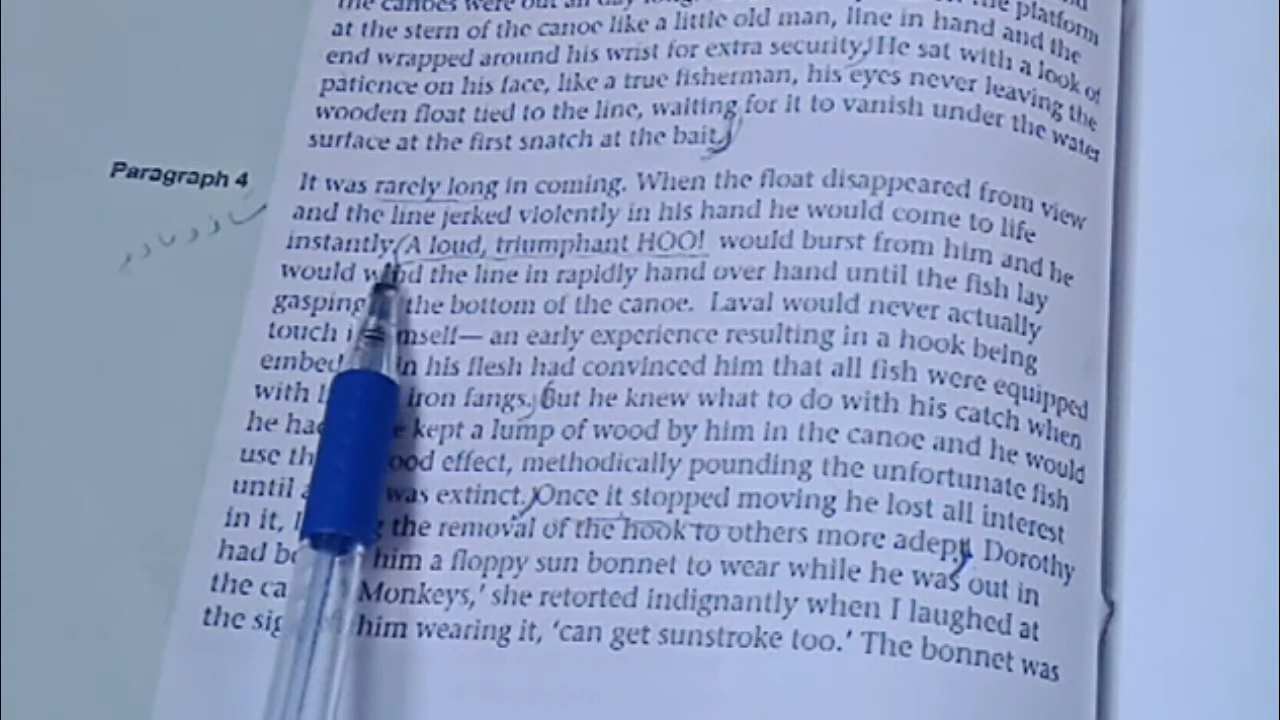 the canoes were out all day
the platform
at the stern of the canoe like a little old man, line in hand and the
end wrapped around his wrist for extra security. He sat with a look of
patience on his face, like a true fisherman, his eyes never leaving the
wooden float tied to the line, waiting for it to vanish under the water
surface at the first snatch at the bait.
Paragraph 4
It was rarely long in coming. When the float disappeared from view
and the line jerked violently in his hand he would come to life
instantly. A loud, triumphant HOO! would burst from him and he
would wind the line in rapidly hand over hand until the fish lay
gasping the bottom of the canoe. Laval would never actually
touch — an early experience resulting in a hook being
in his flesh had convinced him that all fish were equipped
with iron fangs. But he knew what to do with his catch when
he kept a lump of wood by him in the canoe and he would
use effect, methodically pounding the unfortunate fish
until was extinct. Once it stopped moving he lost all interest
in it, the removal of the hook to others more adept. Dorothy
had him a floppy sun bonnet to wear while he was out in
the Monkeys,' she retorted indignantly when I laughed at
the him wearing it, 'can get sunstroke too.' The bonnet was